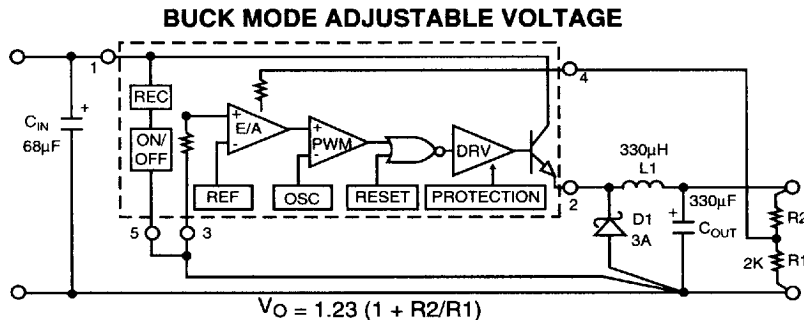 BUCK MODE ADJUSTABLE VOLTAGE
1
4
REC
C_IN
68µF
+
ON/
OFF
+
E/A
-
+
PWM
-
DRV
REF
OSC
RESET
PROTECTION
2
330µH
L1
5
3
D1
3A
330µF
+
C_OUT
R2
2K
R1
V_O = 1.23 (1 + R2/R1)